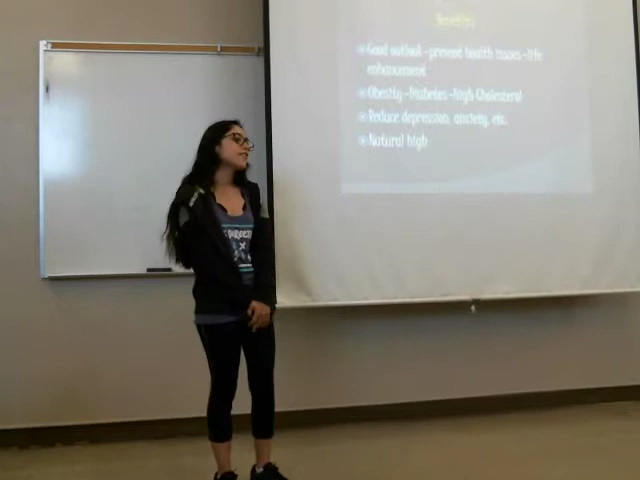 Benefits
Good outlook -prevent health issues -life
enhancement
Obesity -Diabetes -High Cholesterol
Reduce depression, anxiety, etc.
Natural high